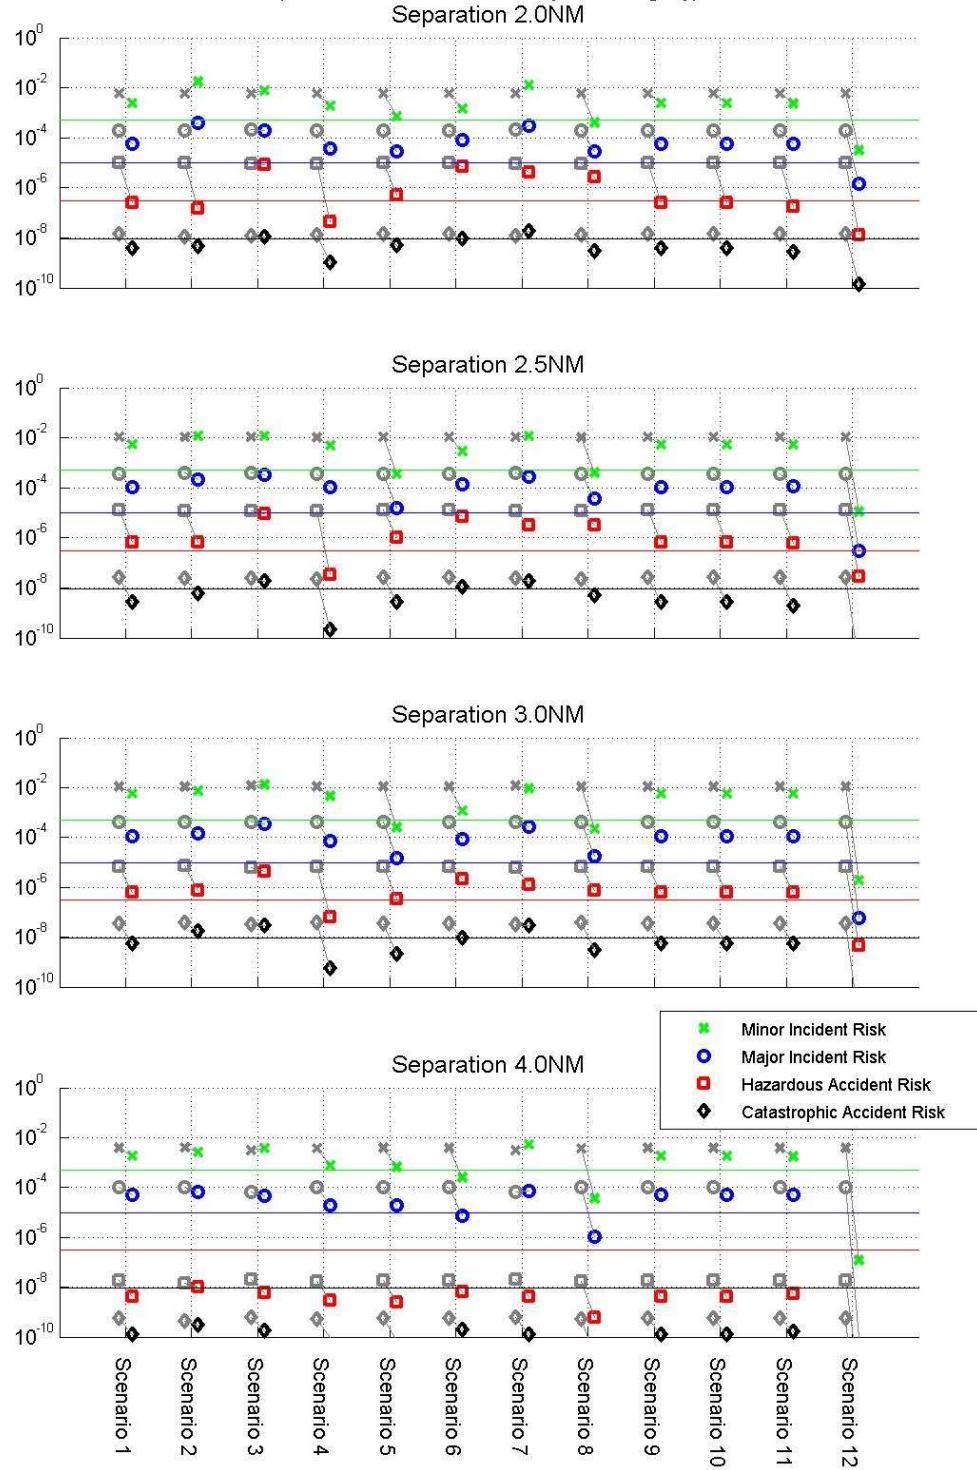 Separation 2.0NM
10^0
10^-2
10^-4
10^-6
10^-8
10^-10
Separation 2.5NM
10^0
10^-2
10^-4
10^-6
10^-8
10^-10
Separation 3.0NM
10^0
10^-2
10^-4
10^-6
10^-8
10^-10
Minor Incident Risk
Major Incident Risk
Hazardous Accident Risk
Catastrophic Accident Risk
Separation 4.0NM
10^0
10^-2
10^-4
10^-6
10^-8
10^-10
Scenario 1
Scenario 2
Scenario 3
Scenario 4
Scenario 5
Scenario 6
Scenario 7
Scenario 8
Scenario 9
Scenario 10
Scenario 11
Scenario 12